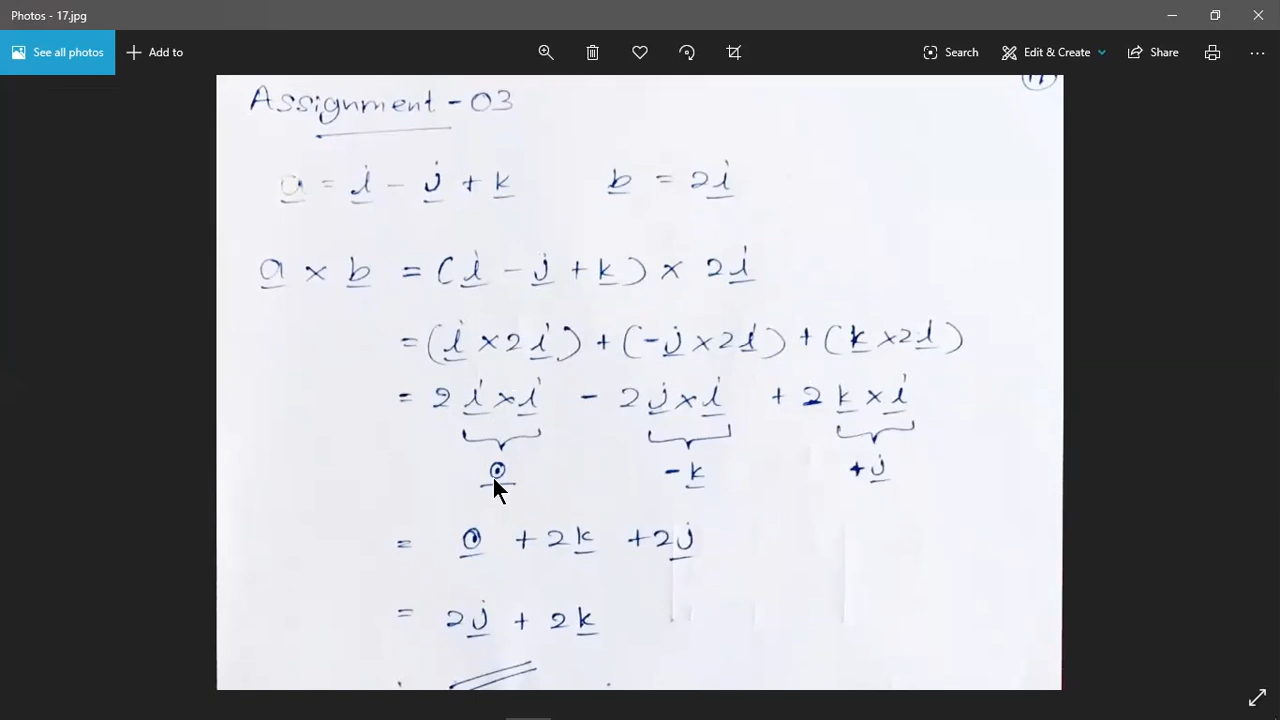 Photos - 17.jpg
See all photos
Add to
Search
Edit & Create
Share
Assignment - 03
a = i - j + k b = 2i
a × b = (i - j + k) × 2i
= (i × 2i) + (-j × 2i) + (k × 2i)
= 2 i × i - 2 j × i + 2 k × i
0 -k +j
= 0 + 2k + 2j
= 2j + 2k